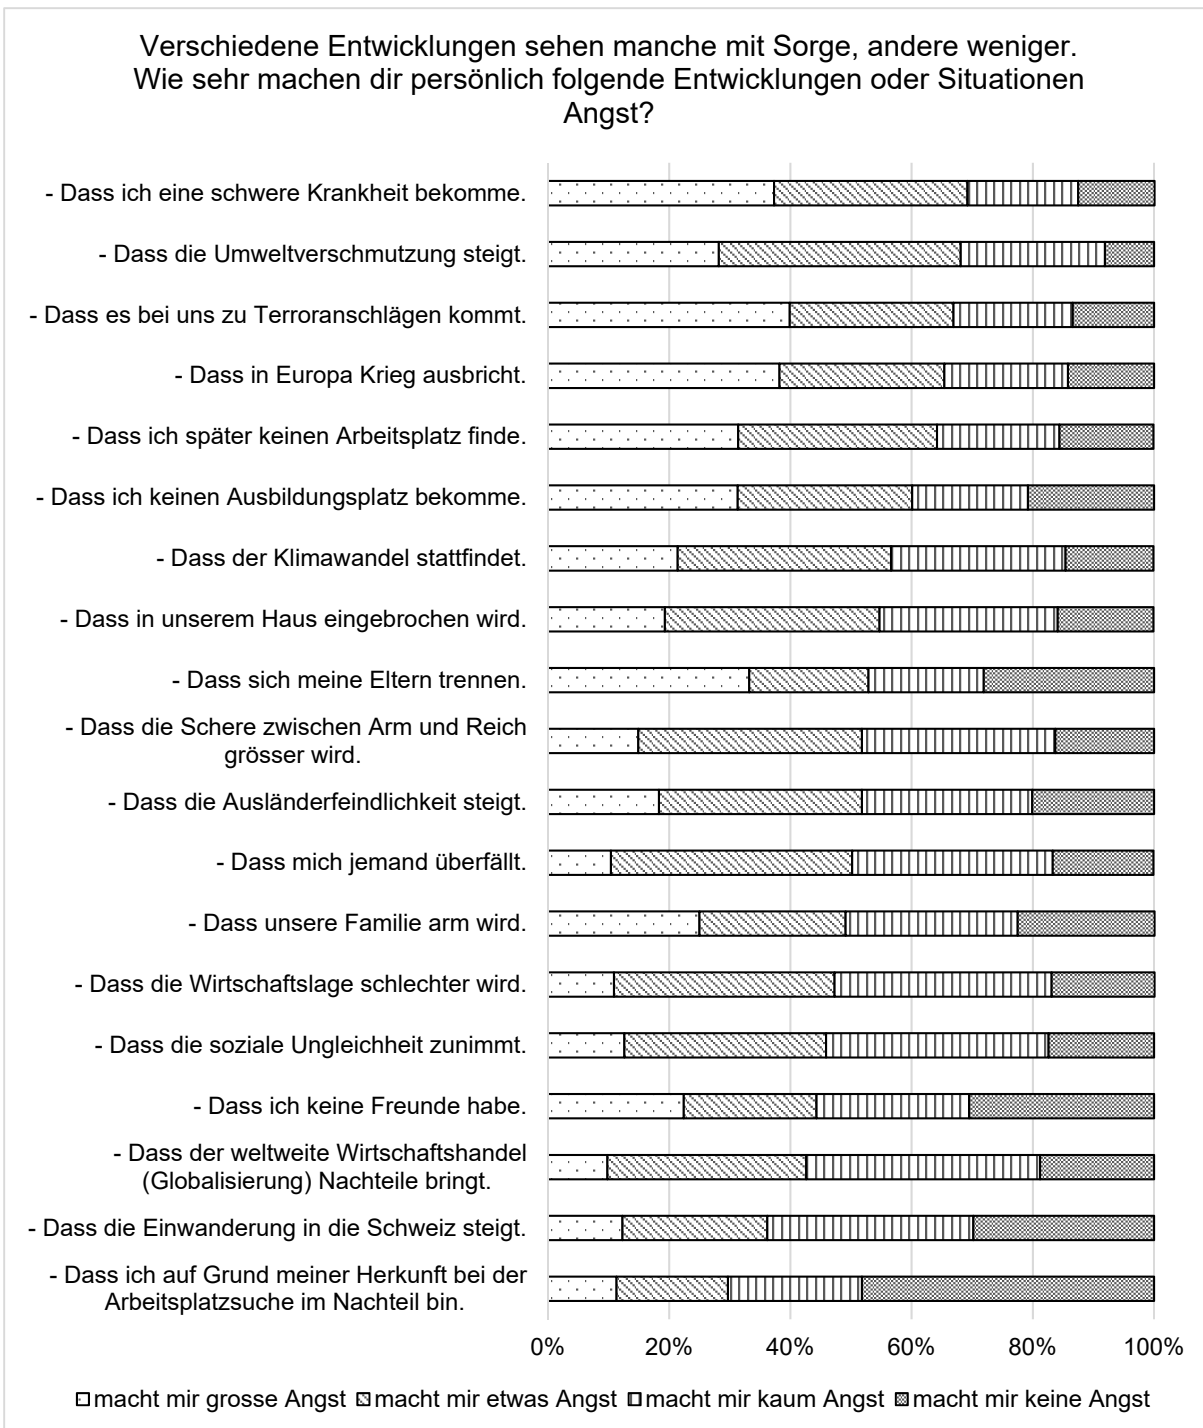 Verschiedene Entwicklungen sehen manche mit Sorge, andere weniger.
Wie sehr machen dir persönlich folgende Entwicklungen oder Situationen
Angst?
- Dass ich eine schwere Krankheit bekomme.
- Dass die Umweltverschmutzung steigt.
- Dass es bei uns zu Terroranschlägen kommt.
- Dass in Europa Krieg ausbricht.
- Dass ich später keinen Arbeitsplatz finde.
- Dass ich keinen Ausbildungsplatz bekomme.
- Dass der Klimawandel stattfindet.
- Dass in unserem Haus eingebrochen wird.
- Dass sich meine Eltern trennen.
- Dass die Schere zwischen Arm und Reich
grösser wird.
- Dass die Ausländerfeindlichkeit steigt.
- Dass mich jemand überfällt.
- Dass unsere Familie arm wird.
- Dass die Wirtschaftslage schlechter wird.
- Dass die soziale Ungleichheit zunimmt.
- Dass ich keine Freunde habe.
- Dass der weltweite Wirtschaftshandel
(Globalisierung) Nachteile bringt.
- Dass die Einwanderung in die Schweiz steigt.
- Dass ich auf Grund meiner Herkunft bei der
Arbeitsplatzsuche im Nachteil bin.
0% 20% 40% 60% 80% 100%
macht mir grosse Angst macht mir etwas Angst macht mir kaum Angst macht mir keine Angst